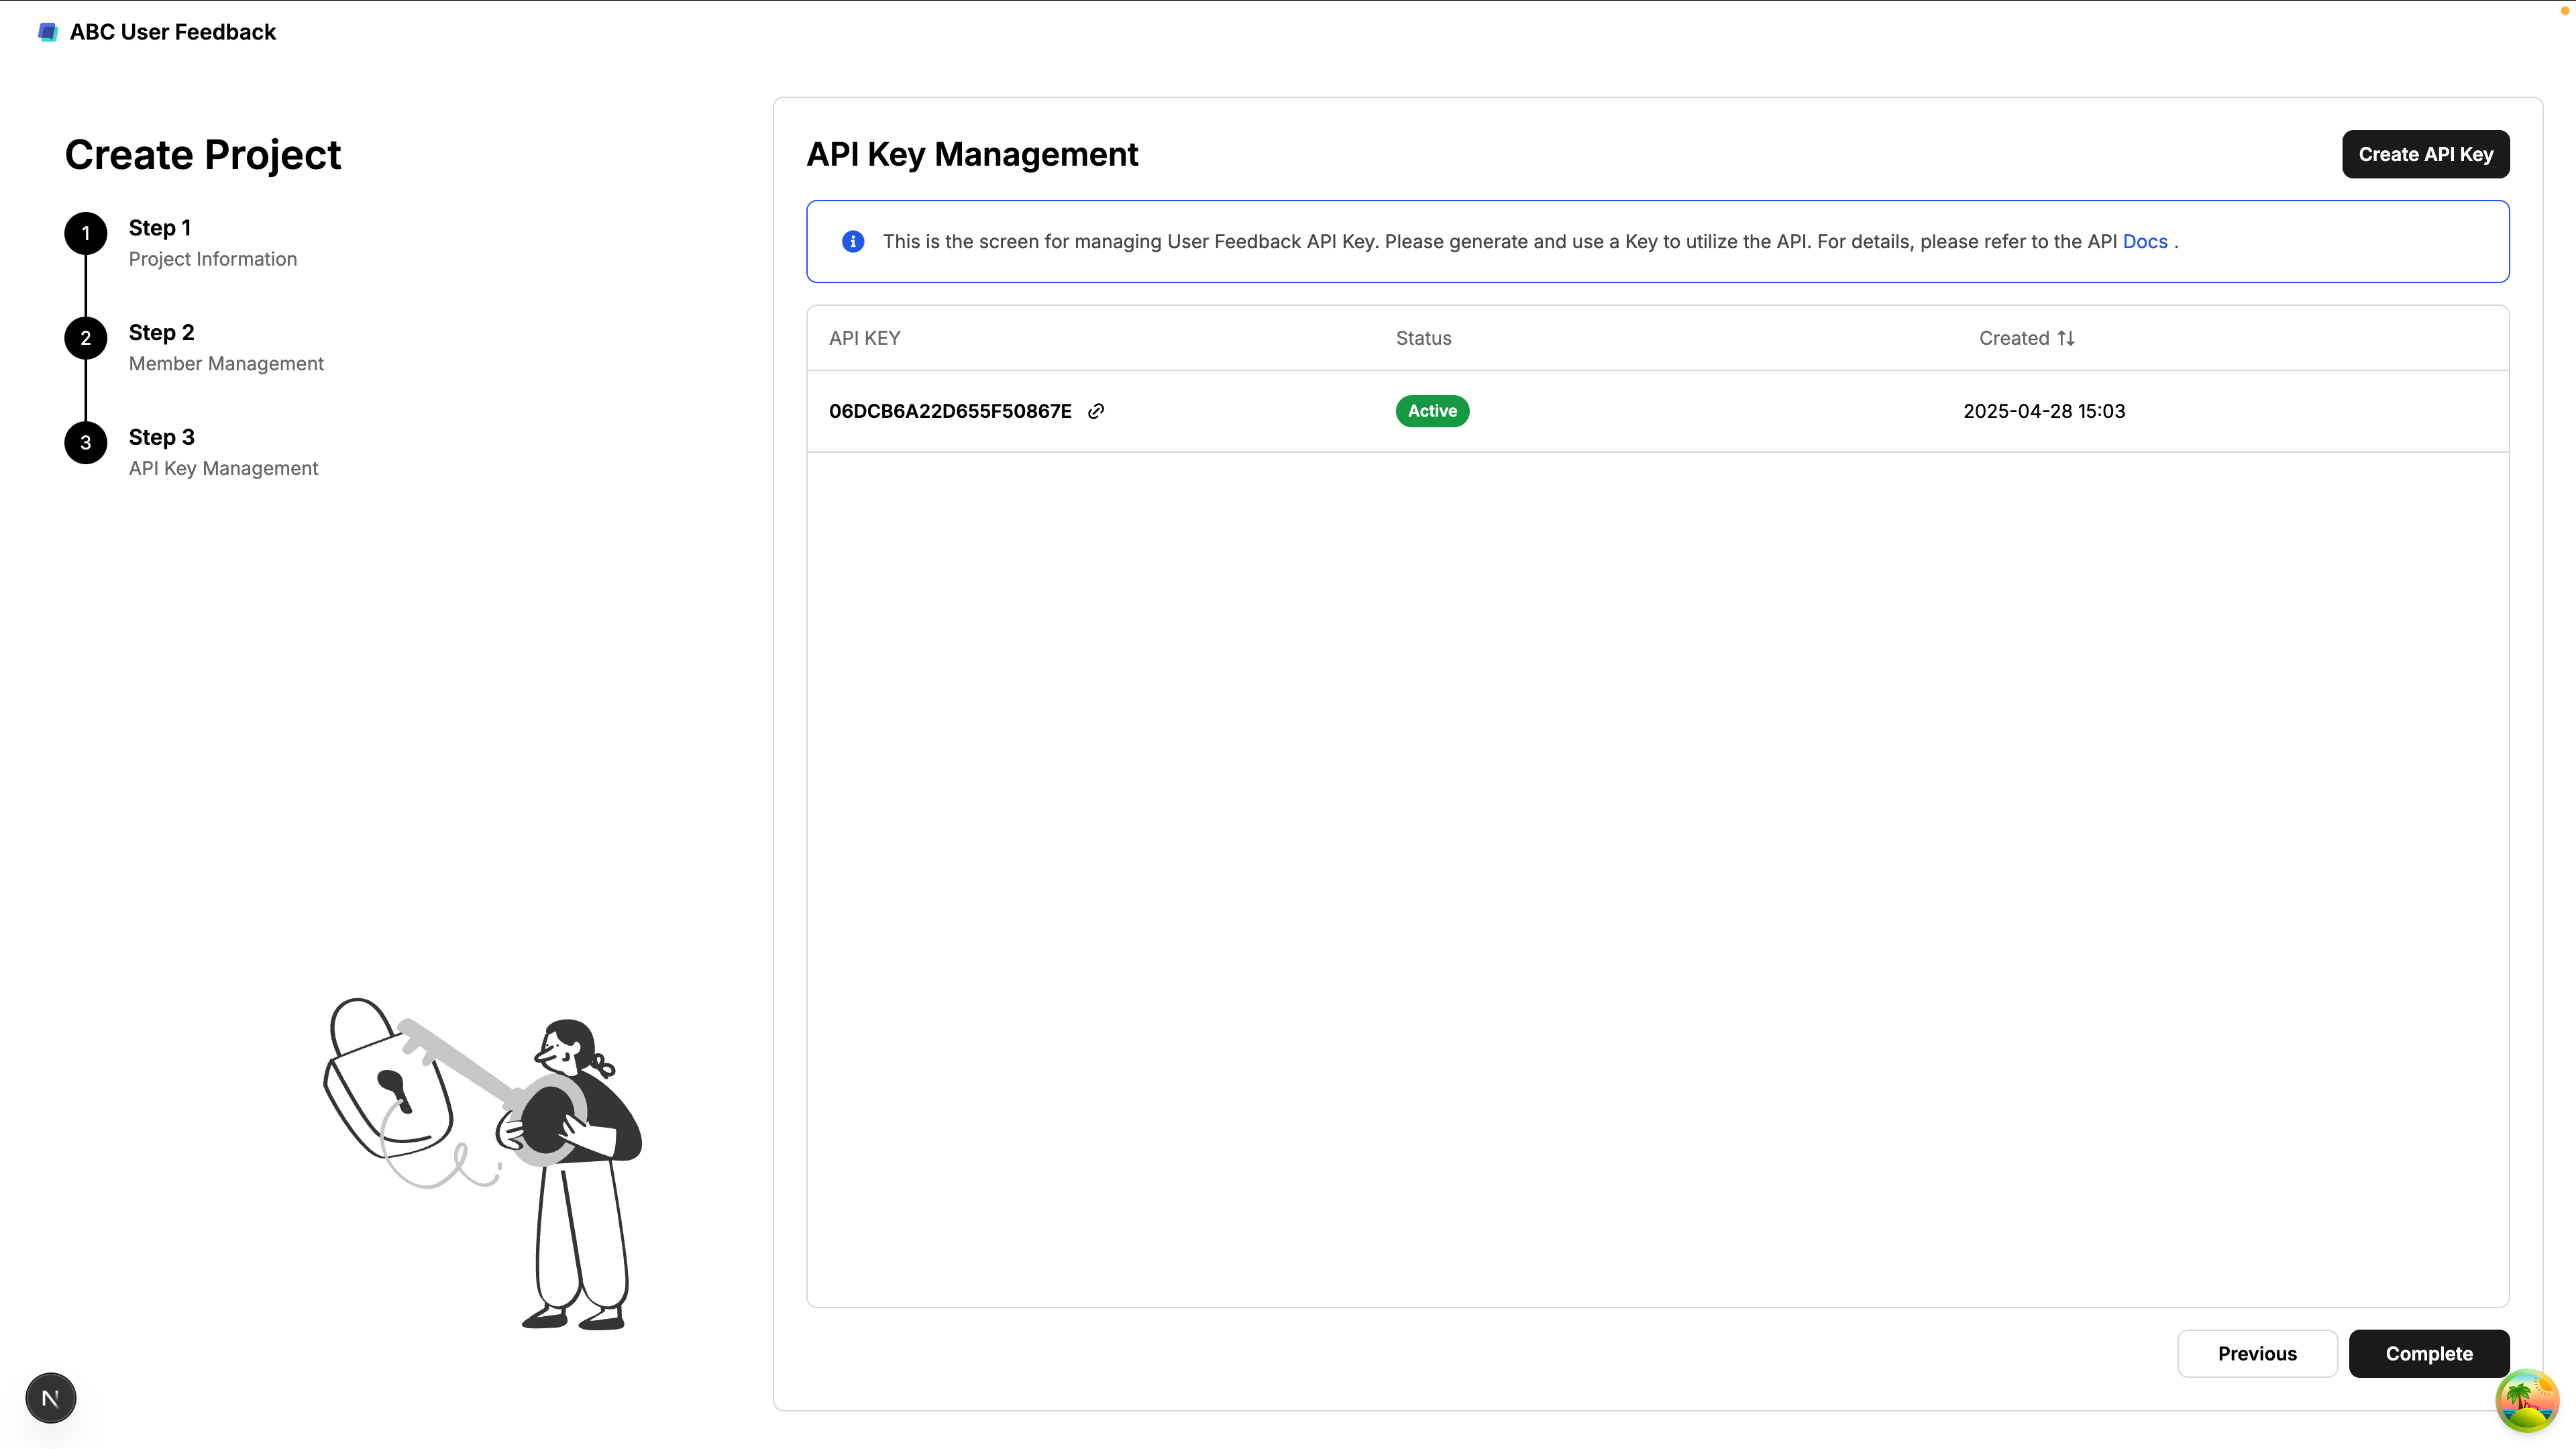 ABC User Feedback
Create Project
1
Step 1
Project Information
2
Step 2
Member Management
3
Step 3
API Key Management
API Key Management
Create API Key
This is the screen for managing User Feedback API Key. Please generate and use a Key to utilize the API. For details, please refer to the API Docs .
API KEY Status Created
06DCB6A22D655F50867E Active 2025-04-28 15:03
Previous Complete
N